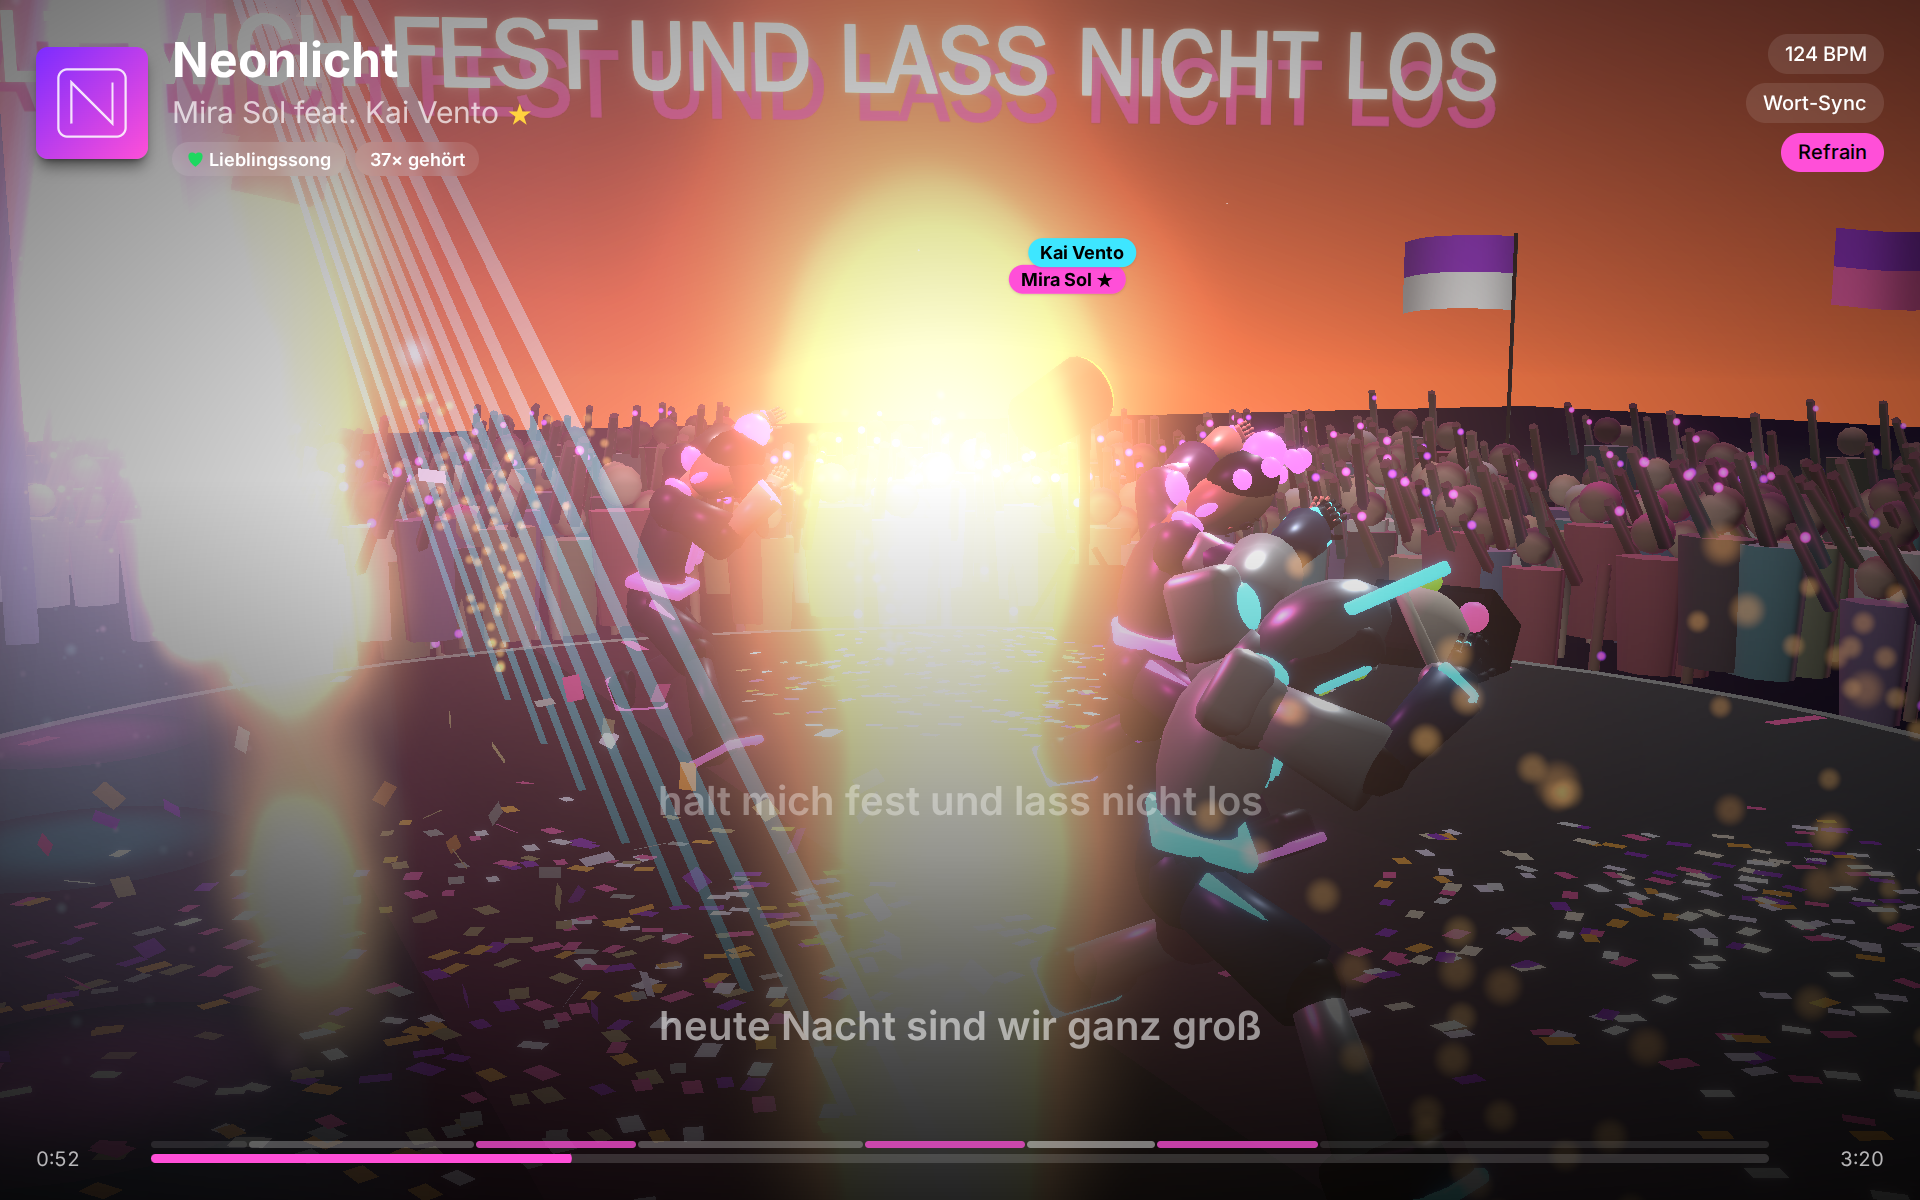 MICH FEST UND LASS NICHT LOS
Neonlicht
Mira Sol feat. Kai Vento ★
Lieblingssong
37× gehört
124 BPM
Wort-Sync
Refrain
Kai Vento
Mira Sol ★
halt mich fest und lass nicht los
heute Nacht sind wir ganz groß
0:52
3:20